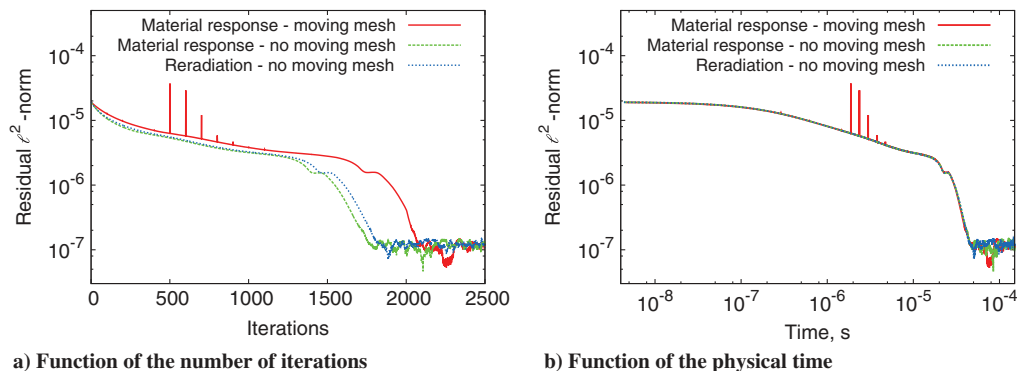 Material response - moving mesh
Material response - no moving mesh
Reradiation - no moving mesh
10⁻⁴
10⁻⁵
10⁻⁶
10⁻⁷
Residual ℓ² -norm
0 500 1000 1500 2000 2500
Iterations
a) Function of the number of iterations
Material response - moving mesh
Material response - no moving mesh
Reradiation - no moving mesh
10⁻⁴
10⁻⁵
10⁻⁶
10⁻⁷
Residual ℓ² -norm
10⁻⁸ 10⁻⁷ 10⁻⁶ 10⁻⁵ 10⁻⁴
Time, s
b) Function of the physical time